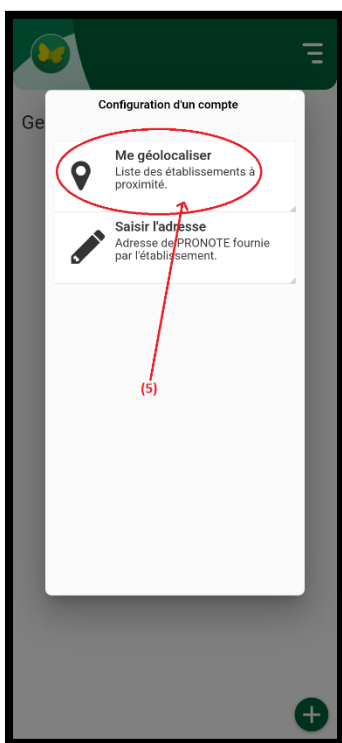 Configuration d'un compte
Ge
Me géolocaliser
Liste des établissements à
proximité.
Saisir l'adresse
Adresse de PRONOTE fournie
par l'établissement.
(5)